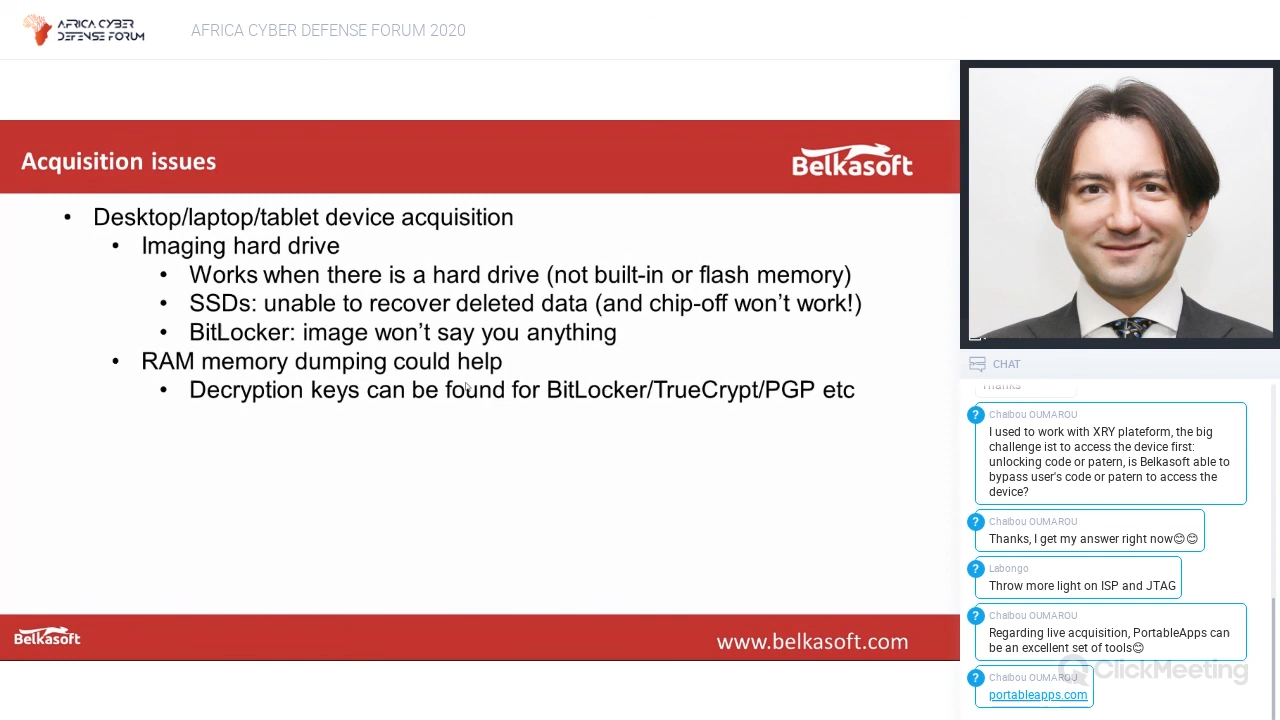 AFRICA CYBER
DEFENSE FORUM
AFRICA CYBER DEFENSE FORUM 2020
Acquisition issues
Belkasoft
• Desktop/laptop/tablet device acquisition
• Imaging hard drive
• Works when there is a hard drive (not built-in or flash memory)
• SSDs: unable to recover deleted data (and chip-off won’t work!)
• BitLocker: image won’t say you anything
• RAM memory dumping could help
• Decryption keys can be found for BitLocker/TrueCrypt/PGP etc
Belkasoft
www.belkasoft.com
CHAT
Thanks
?
Chaibou OUMAROU
I used to work with XRY plateform, the big
challenge ist to access the device first:
unlocking code or patern, is Belkasoft able to
bypass user's code or patern to access the
device?
?
Chaibou OUMAROU
Thanks, I get my answer right now😊😊
?
Labongo
Throw more light on ISP and JTAG
?
Chaibou OUMAROU
Regarding live acquisition, PortableApps can
be an excellent set of tools😊
ClickMeeting
?
Chaibou OUMAROU
portableapps.com